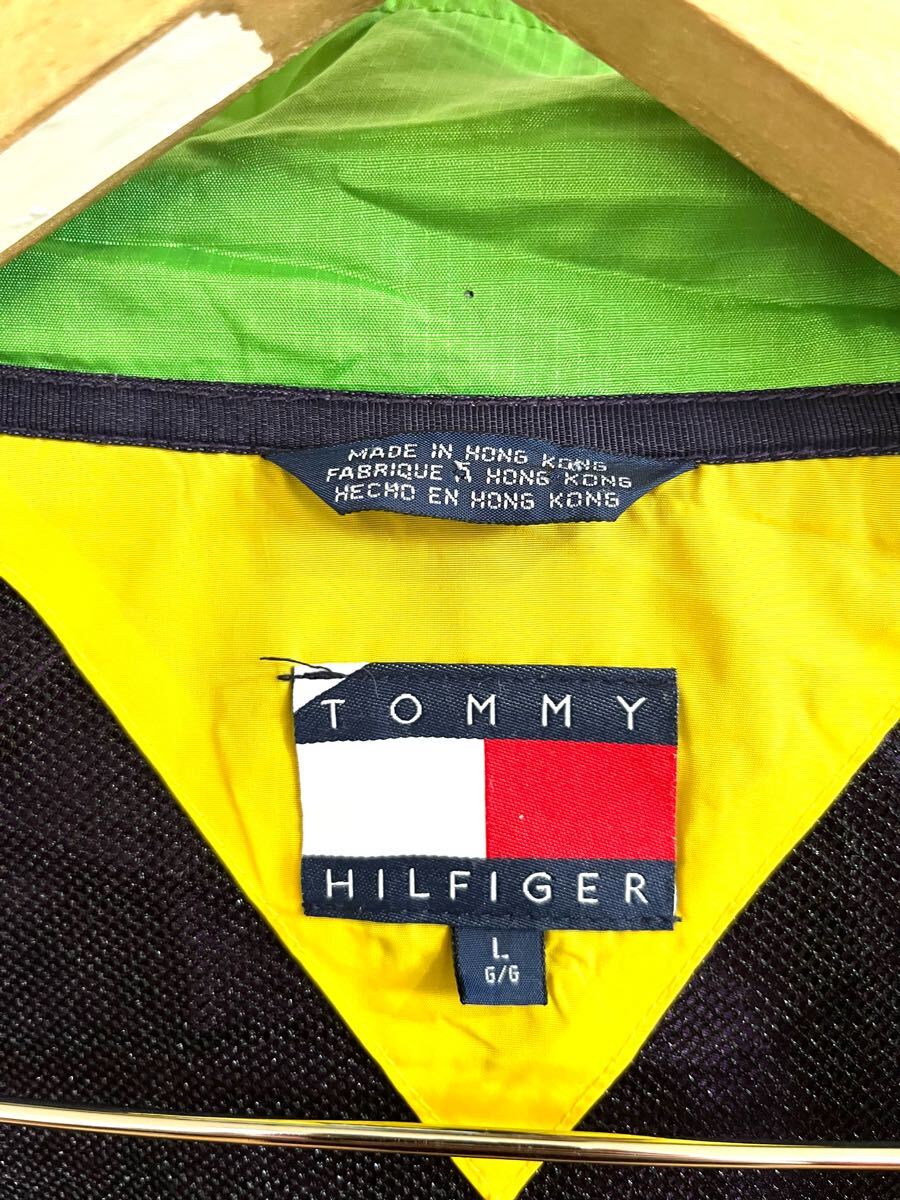 MADE IN HONG KONG
FABRIQUE À HONG KONG
HECHO EN HONG KONG
TOMMY
HILFIGER
L
G/G